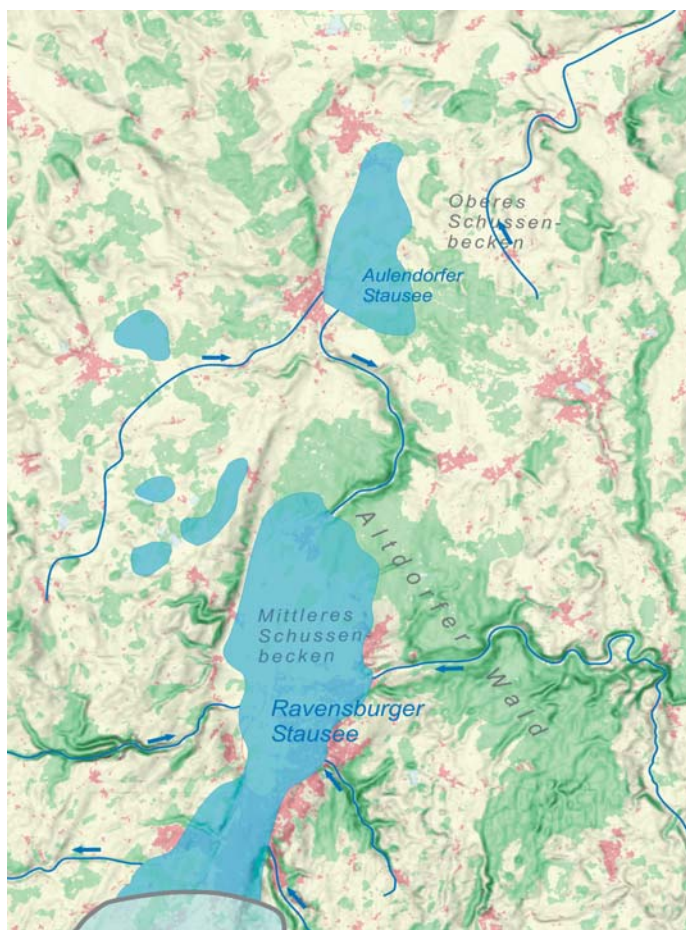 Oberes
Schussen-
becken
Aulendorfer
Stausee
Altdorfer Wald
Mittleres
Schussen-
becken
Ravensburger
Stausee